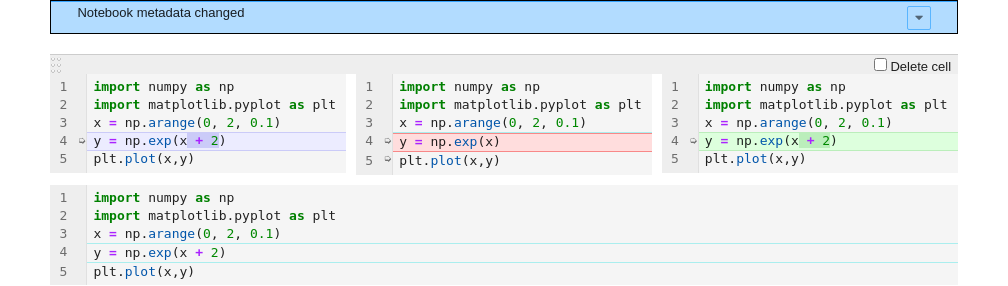 Notebook metadata changed
Delete cell
1 import numpy as np
2 import matplotlib.pyplot as plt
3 x = np.arange(0, 2, 0.1)
4 y = np.exp(x + 2)
5 plt.plot(x,y)
1 import numpy as np
2 import matplotlib.pyplot as plt
3 x = np.arange(0, 2, 0.1)
4 y = np.exp(x)
5 plt.plot(x,y)
1 import numpy as np
2 import matplotlib.pyplot as plt
3 x = np.arange(0, 2, 0.1)
4 y = np.exp(x + 2)
5 plt.plot(x,y)
1 import numpy as np
2 import matplotlib.pyplot as plt
3 x = np.arange(0, 2, 0.1)
4 y = np.exp(x + 2)
5 plt.plot(x,y)